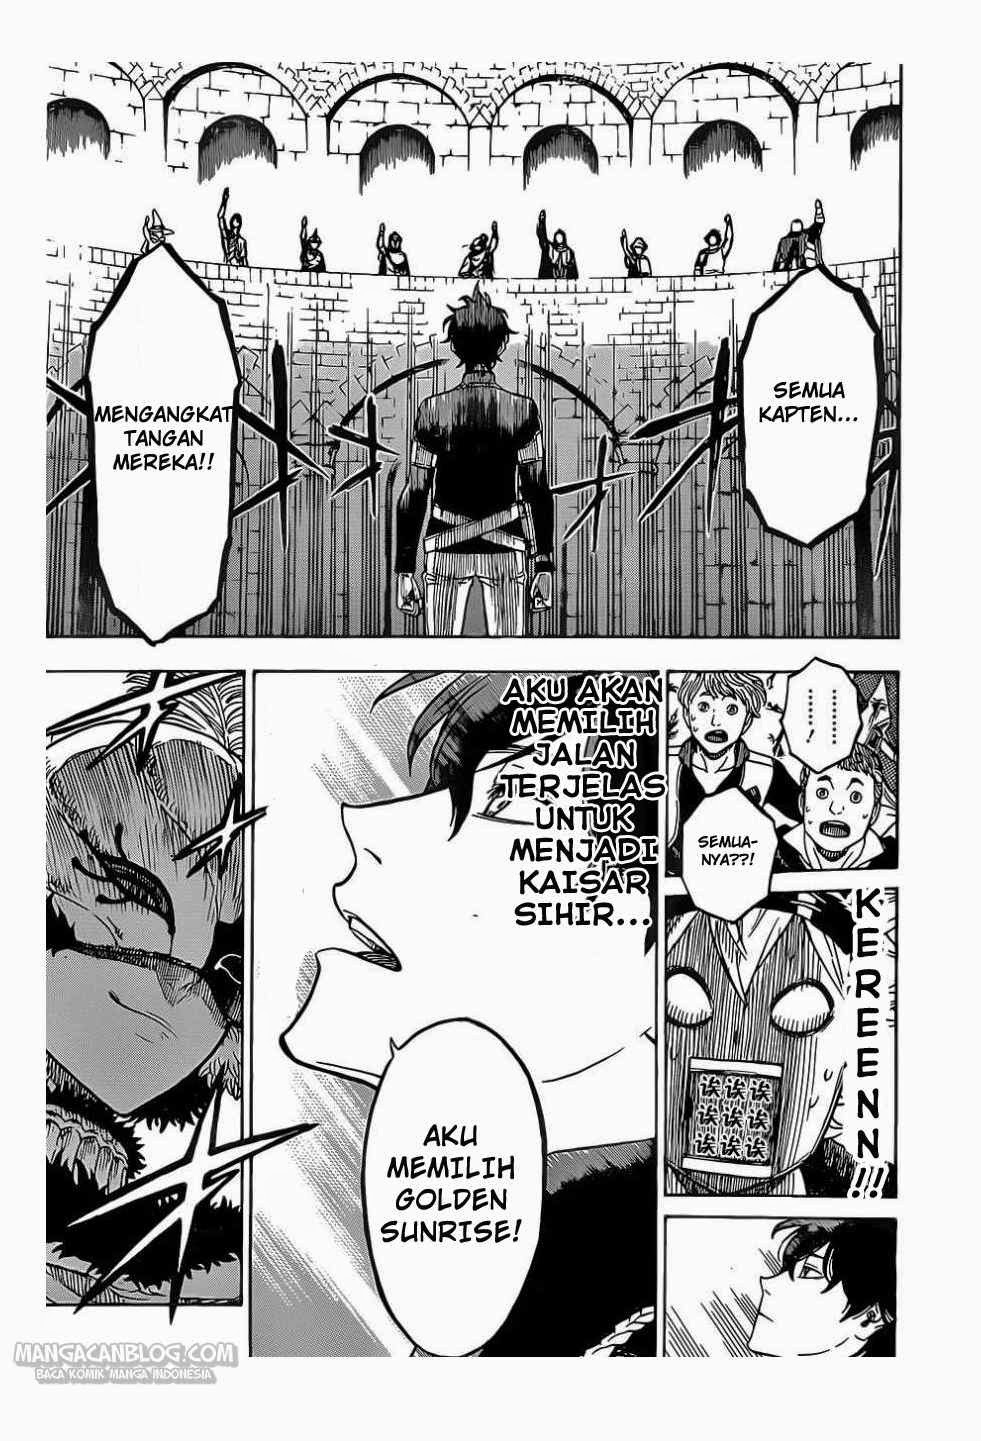 SEMUA
KAPTEN...
MENGANGKAT
TANGAN
MEREKA!!
........!
SEMUA-
NYA??!
KEREENN!!
诶诶诶
诶诶诶
诶诶诶
AKU AKAN
MEMILIH
JALAN
TERJELAS
UNTUK
MENJADI
KAISAR
SIHIR...
AKU
MEMILIH
GOLDEN
SUNRISE!
MANGACANBLOG.COM
BACA KOMIK MANGA INDONESIA